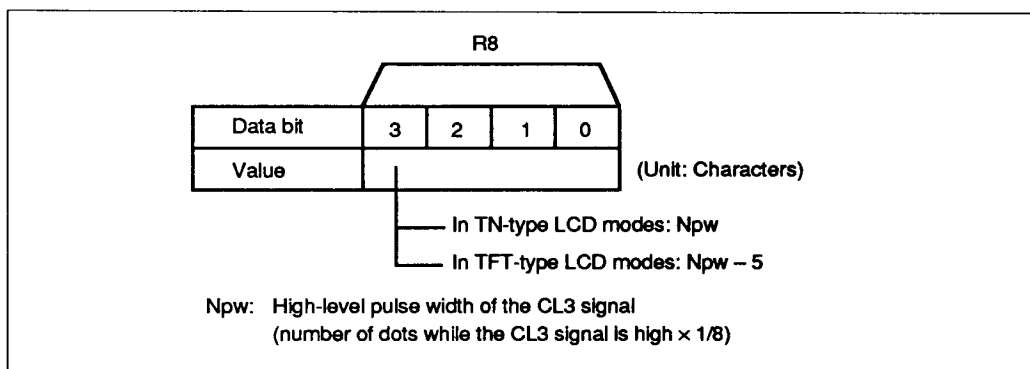 R8
Data bit 3 2 1 0
Value (Unit: Characters)
In TN-type LCD modes: Npw
In TFT-type LCD modes: Npw – 5
Npw: High-level pulse width of the CL3 signal
(number of dots while the CL3 signal is high × 1/8)